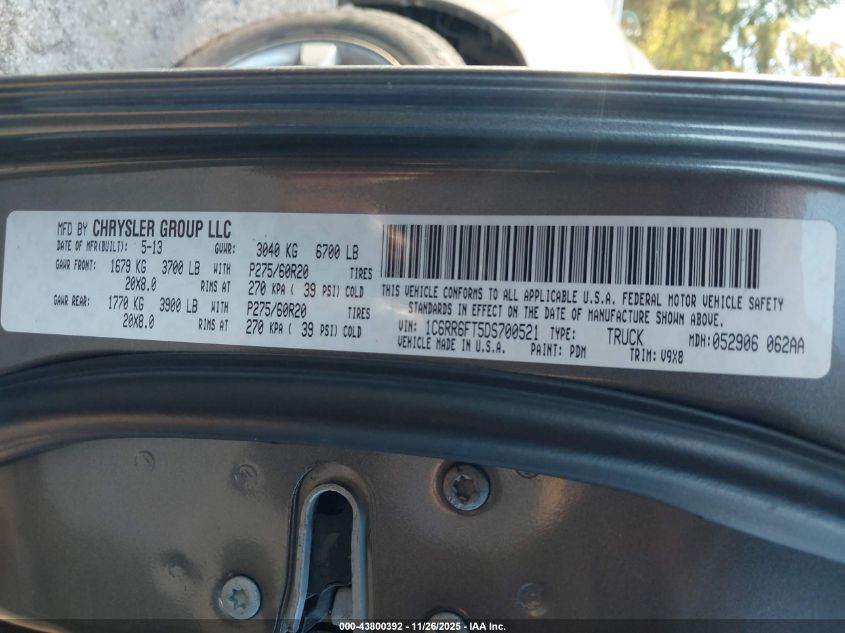 MFD BY CHRYSLER GROUP LLC
DATE OF MFR(BUILT): 5-13 GVWR: 3040 KG 6700 LB
GAWR FRONT: 1679 KG 3700 LB WITH P275/60R20 TIRES
20X8.0 RIMS AT 270 KPA ( 39 PSI) COLD
GAWR REAR: 1770 KG 3900 LB WITH P275/60R20 TIRES
20X8.0 RIMS AT 270 KPA ( 39 PSI) COLD
THIS VEHICLE CONFORMS TO ALL APPLICABLE U.S.A. FEDERAL MOTOR VEHICLE SAFETY
STANDARDS IN EFFECT ON THE DATE OF MANUFACTURE SHOWN ABOVE.
VIN: 1C6RR6FT5DS700521 TYPE: TRUCK MDH:052906 062AA
VEHICLE MADE IN U.S.A. PAINT: PDM TRIM: V9X8
000-43800392 - 11/26/2025 - IAA Inc.